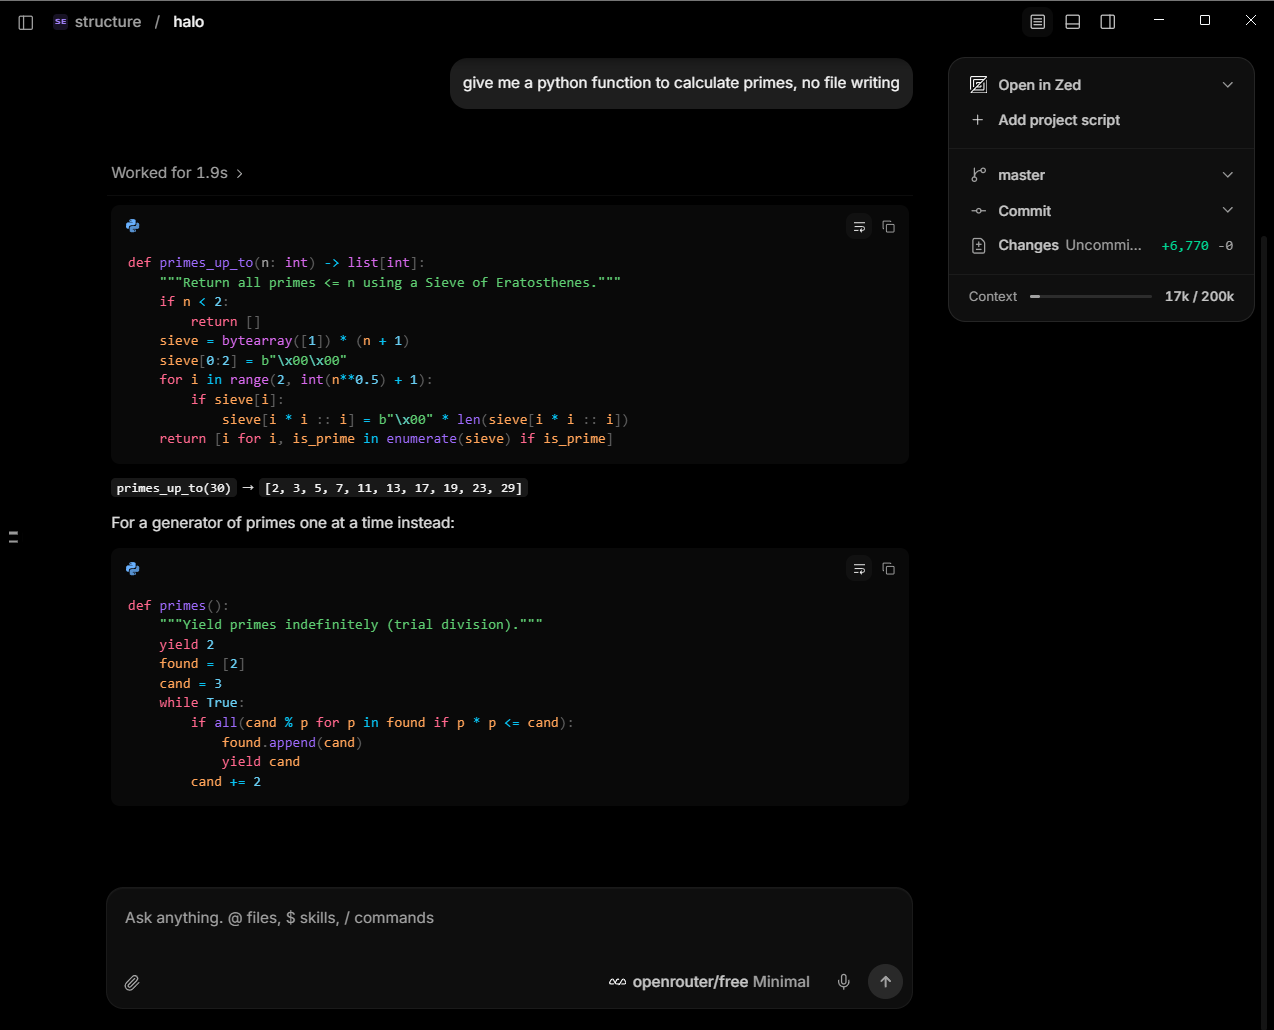 SE structure / halo
give me a python function to calculate primes, no file writing
Open in Zed
Add project script
master
Commit
Changes Uncommi... +6,770 -0
Context 17k / 200k
Worked for 1.9s
def primes_up_to(n: int) -> list[int]:
    """Return all primes <= n using a Sieve of Eratosthenes."""
    if n < 2:
        return []
    sieve = bytearray([1]) * (n + 1)
    sieve[0:2] = b"\x00\x00"
    for i in range(2, int(n**0.5) + 1):
        if sieve[i]:
            sieve[i * i :: i] = b"\x00" * len(sieve[i * i :: i])
    return [i for i, is_prime in enumerate(sieve) if is_prime]
primes_up_to(30) → [2, 3, 5, 7, 11, 13, 17, 19, 23, 29]
For a generator of primes one at a time instead:
def primes():
    """Yield primes indefinitely (trial division)."""
    yield 2
    found = [2]
    cand = 3
    while True:
        if all(cand % p for p in found if p * p <= cand):
            found.append(cand)
            yield cand
        cand += 2
Ask anything. @ files, $ skills, / commands
openrouter/free Minimal